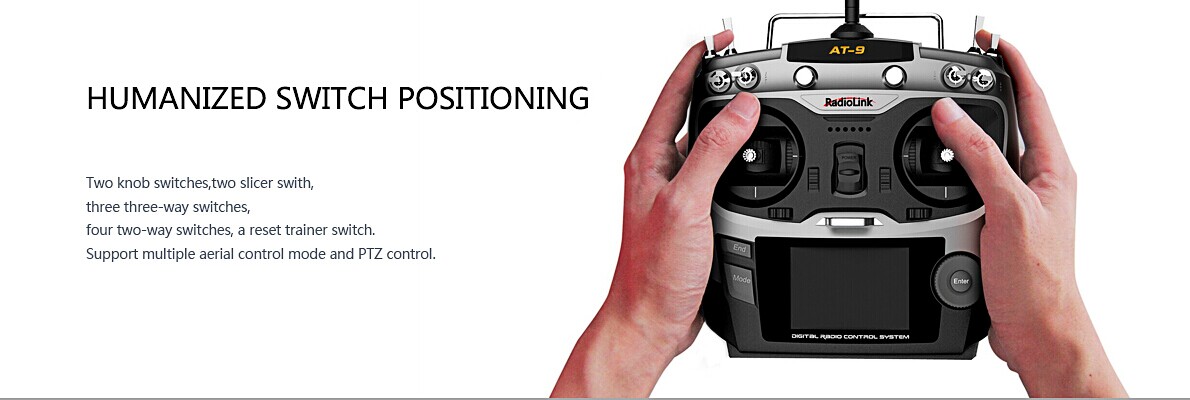 AT-9
RadioLink
HUMANIZED SWITCH POSITIONING
Two knob switches,two slicer swith,
three three-way switches,
four two-way switches, a reset trainer switch.
Support multiple aerial control mode and PTZ control.
End
Mode
Enter
DIGITAL RADIO CONTROL SYSTEM